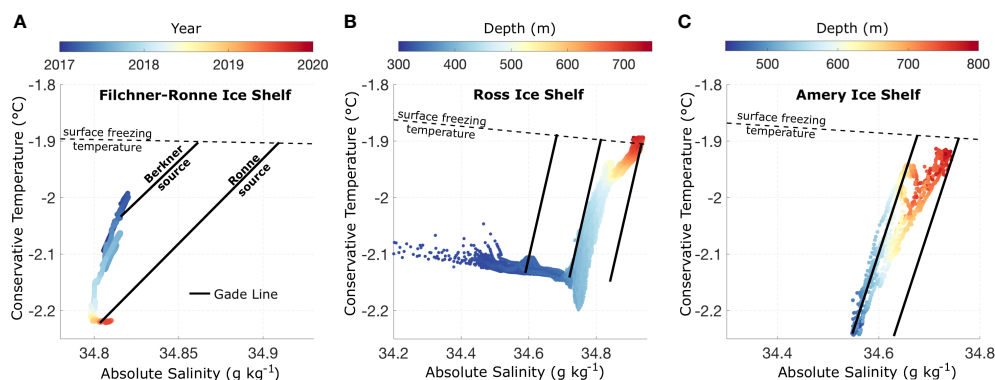 A
Year
2017 2018 2019 2020
Filchner-Ronne Ice Shelf
surface freezing
temperature
Berkner
source
Ronne
source
Gade Line
-1.8
-1.9
-2
-2.1
-2.2
Conservative Temperature (°C)
34.8 34.85 34.9
Absolute Salinity (g kg-1)
B
Depth (m)
300 400 500 600 700
Ross Ice Shelf
surface freezing
temperature
-1.8
-1.9
-2
-2.1
-2.2
Conservative Temperature (°C)
34.2 34.4 34.6 34.8
Absolute Salinity (g kg-1)
C
Depth (m)
500 600 700 800
Amery Ice Shelf
surface freezing
temperature
-1.8
-1.9
-2
-2.1
-2.2
Conservative Temperature (°C)
34.4 34.6 34.8
Absolute Salinity (g kg-1)